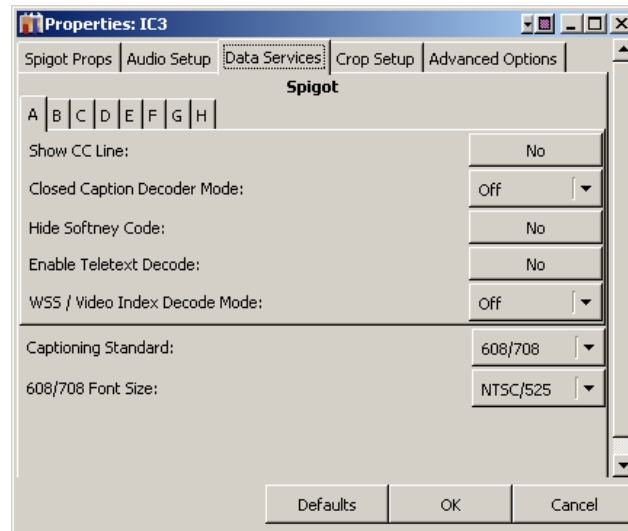 Properties: IC3
Spigot Props Audio Setup Data Services Crop Setup Advanced Options
Spigot
A B C D E F G H
Show CC Line: No
Closed Caption Decoder Mode: Off
Hide Softney Code: No
Enable Teletext Decode: No
WSS / Video Index Decode Mode: Off
Captioning Standard: 608/708
608/708 Font Size: NTSC/525
Defaults OK Cancel